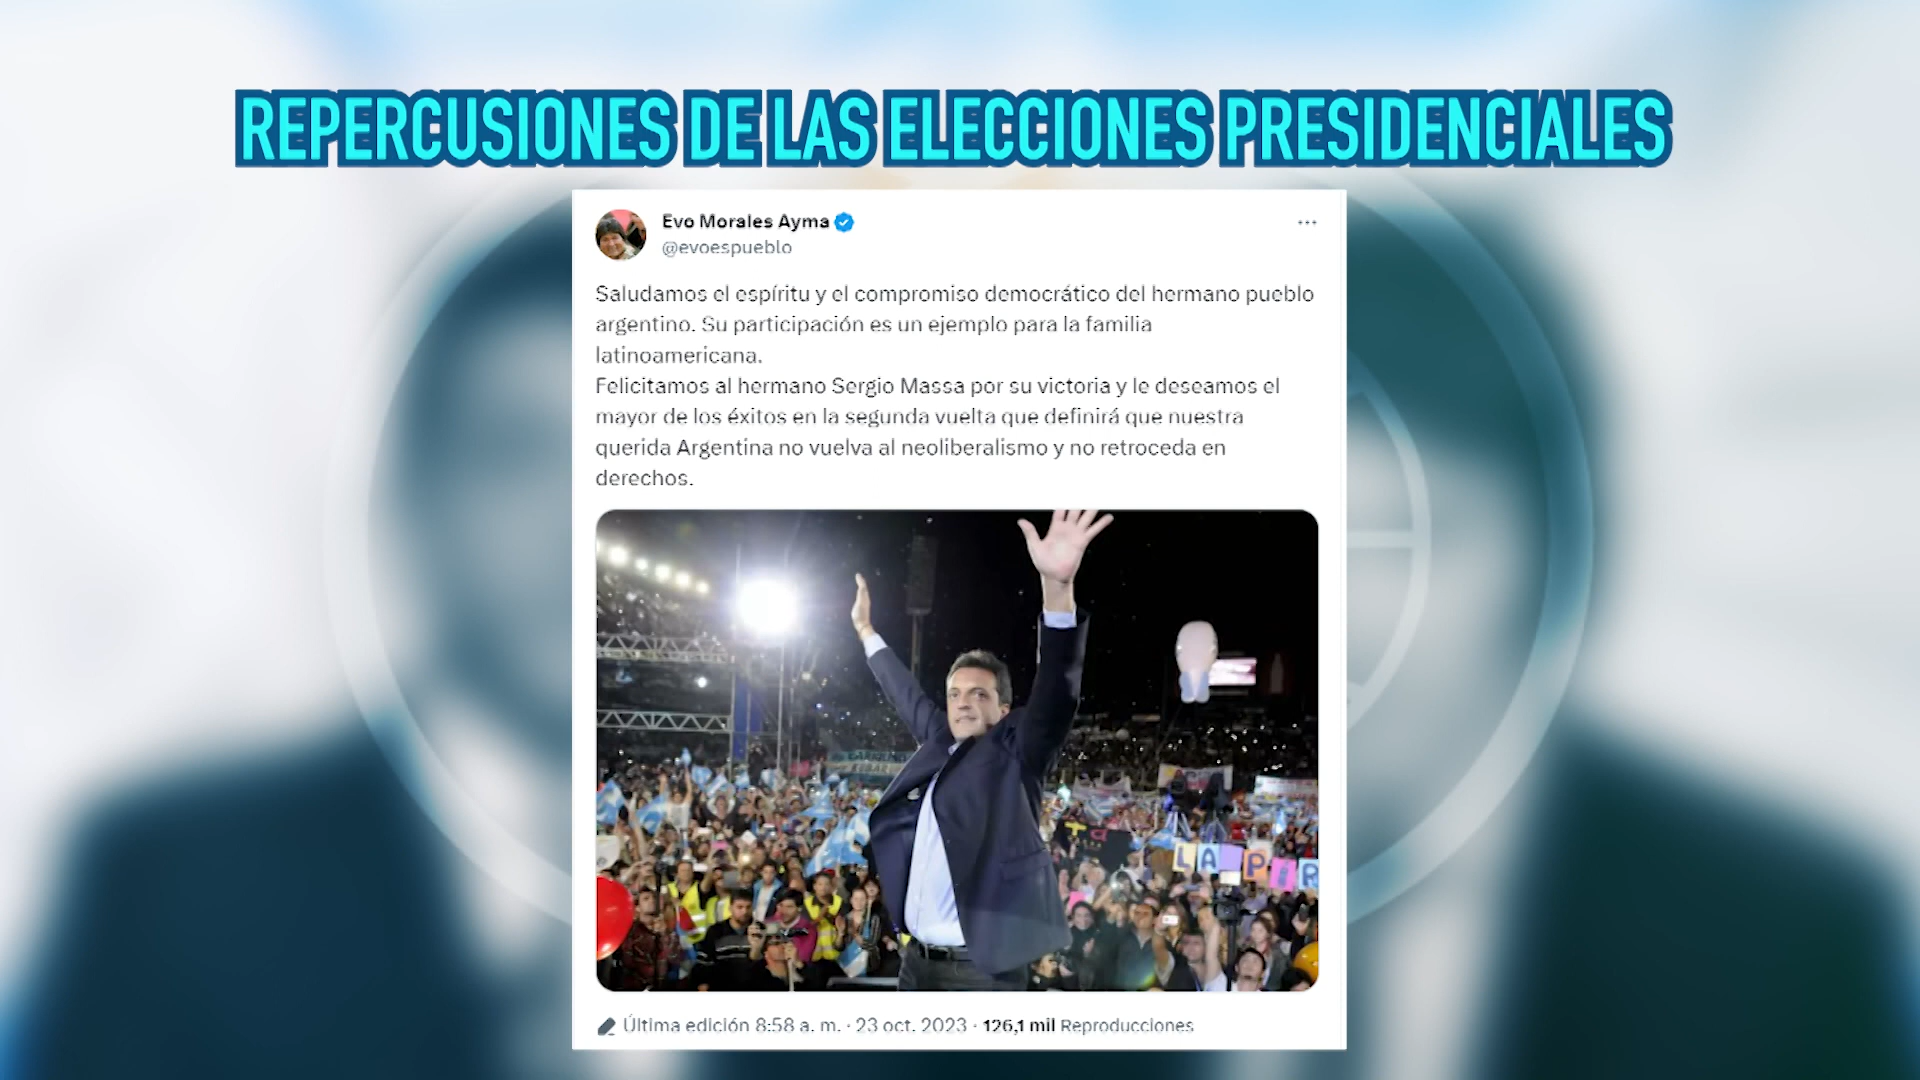 REPERCUSIONES DE LAS ELECCIONES PRESIDENCIALES
Evo Morales Ayma
@evoespueblo
Saludamos el espíritu y el compromiso democrático del hermano pueblo
argentino. Su participación es un ejemplo para la familia
latinoamericana.
Felicitamos al hermano Sergio Massa por su victoria y le deseamos el
mayor de los éxitos en la segunda vuelta que definirá que nuestra
querida Argentina no vuelva al neoliberalismo y no retroceda en
derechos.
LA PIR
Última edición 8:58 a. m. · 23 oct. 2023 · 126,1 mil Reproducciones